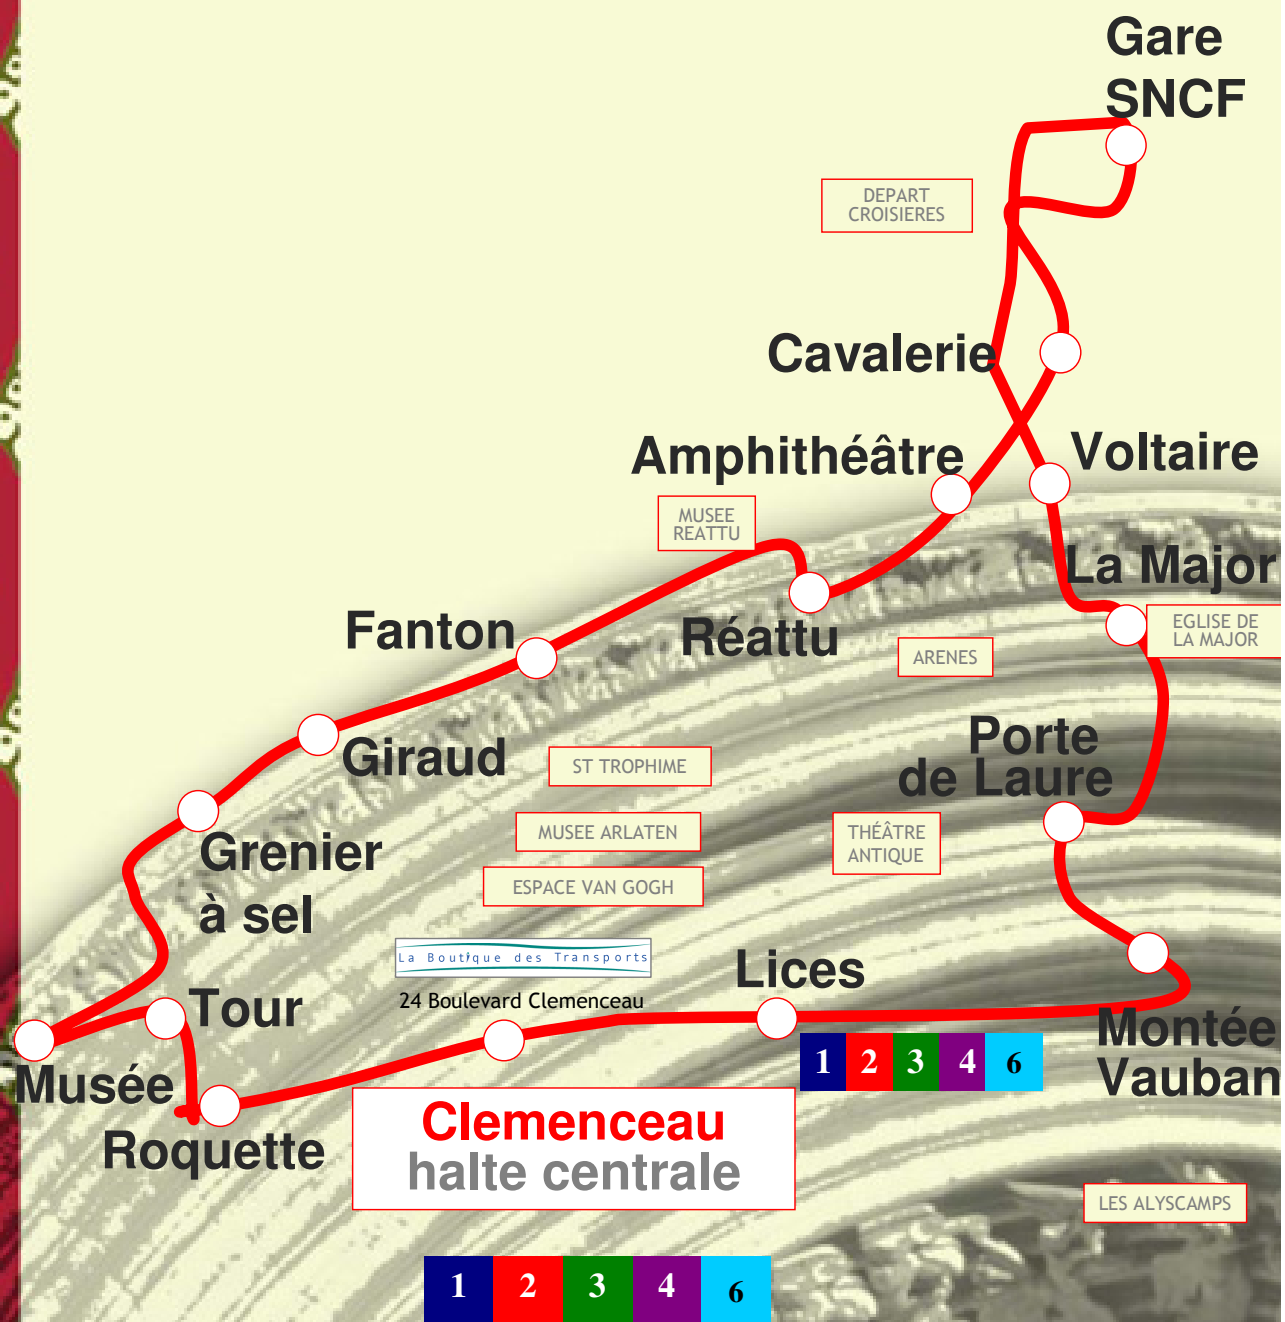 Gare
SNCF
DEPART
CROISIERES
Cavalerie
Amphithéâtre
Voltaire
MUSEE
REATTU
La Major
EGLISE DE
LA MAJOR
Fanton
Réattu
ARENES
Giraud
Porte
de Laure
ST TROPHIME
MUSEE ARLATEN
THÉÂTRE
ANTIQUE
Grenier
à sel
ESPACE VAN GOGH
La Boutique des Transports
24 Boulevard Clemenceau
Lices
Tour
Montée
Vauban
1 2 3 4 6
Musée
Roquette
Clemenceau
halte centrale
LES ALYSCAMPS
1 2 3 4 6